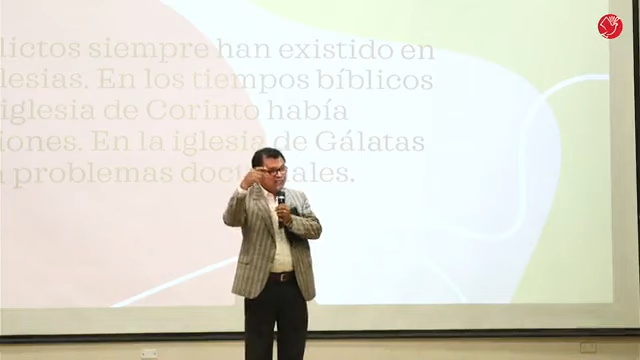 lictos siempre han existido en
lesias. En los tiempos bíblicos
iglesia de Corinto había
iones. En la iglesia de Gálatas
problemas doct ales.